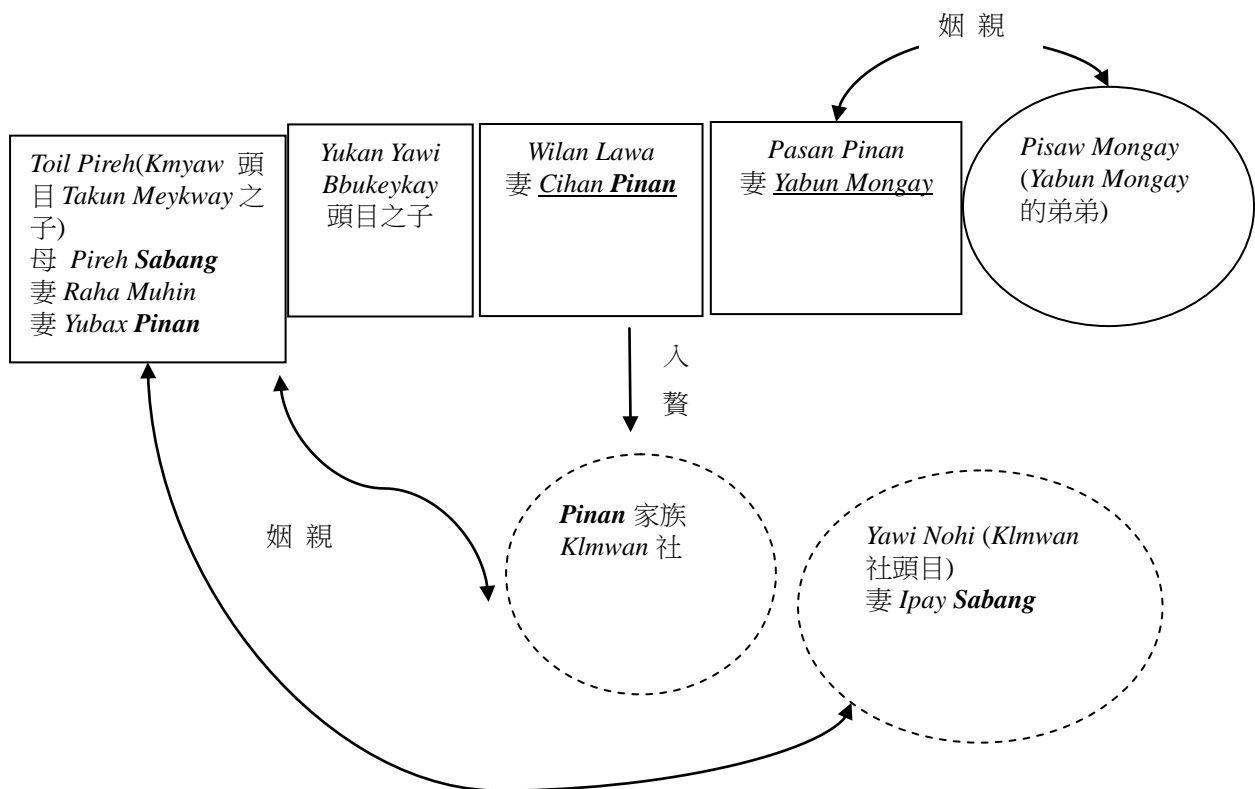 姻 親
Toil Pireh(Kmyaw 頭
目 Takun Meykway 之
子)
母 Pireh Sabang
妻 Raha Muhin
妻 Yubax Pinan
Yukan Yawi
Bbukeykay
頭目之子
Wilan Lawa
妻 Cihan Pinan
Pasan Pinan
妻 Yabun Mongay
Pisaw Mongay
(Yabun Mongay
的弟弟)
入
贅
姻 親
Pinan 家族
Klmwan 社
Yawi Nohi (Klmwan
社頭目)
妻 Ipay Sabang